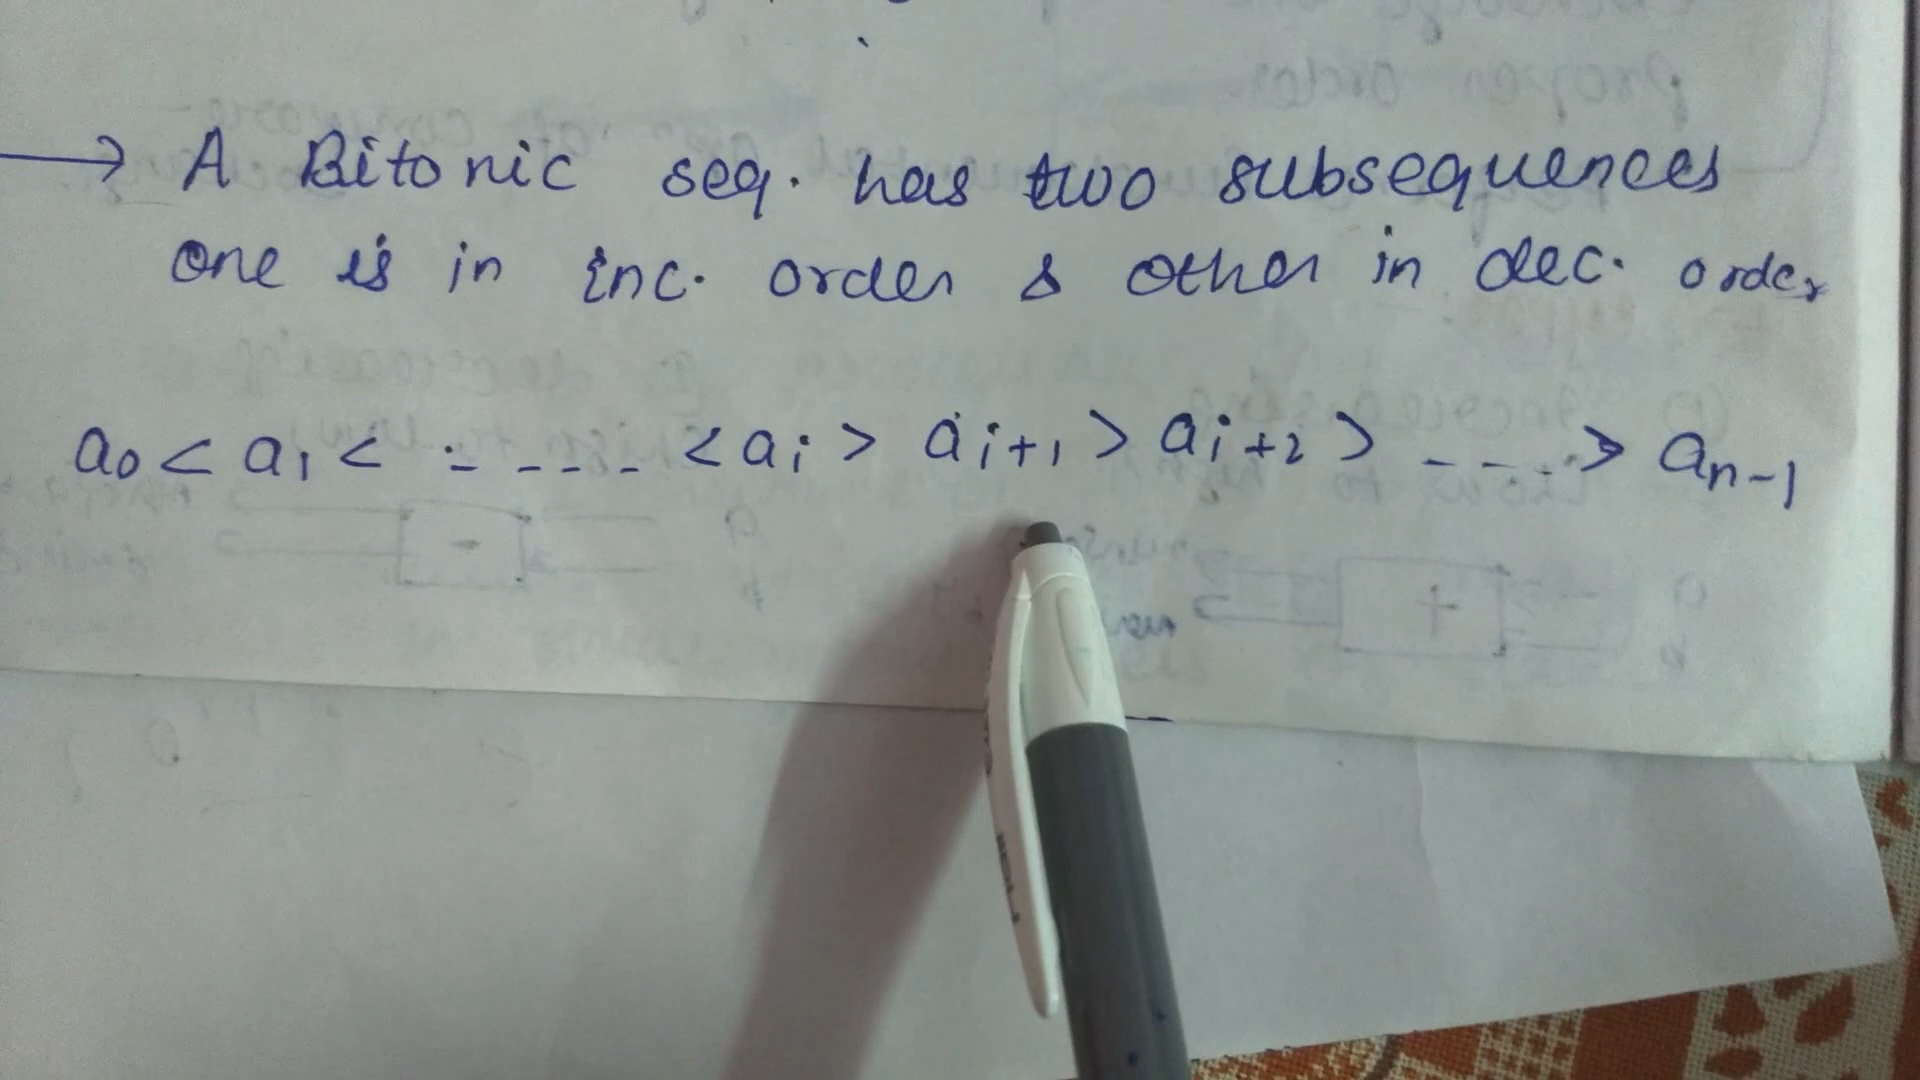 → A Bitonic seq. has two subsequences
one is in inc. order & other in dec. order
a0 < a1 < - - - - - < ai > ai+1 > ai+2 > - - - - > an-1